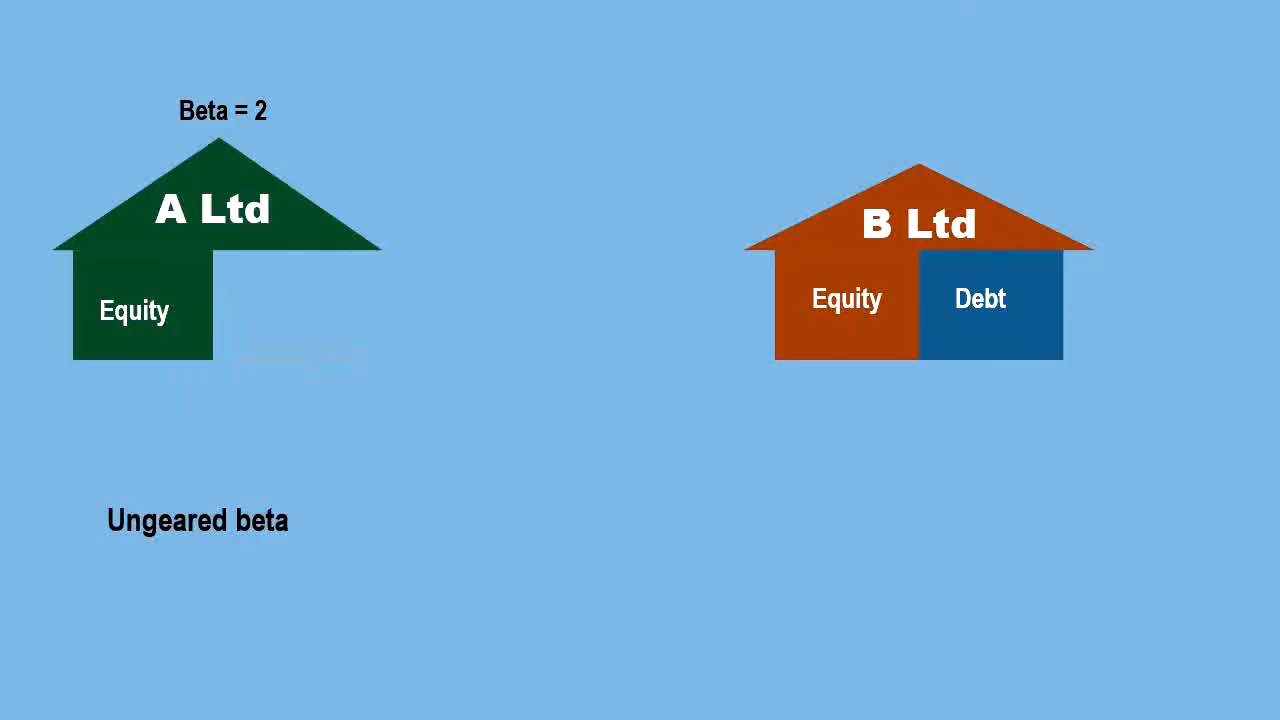 Beta = 2
A Ltd
B Ltd
Equity
Equity
Debt
Ungeared beta